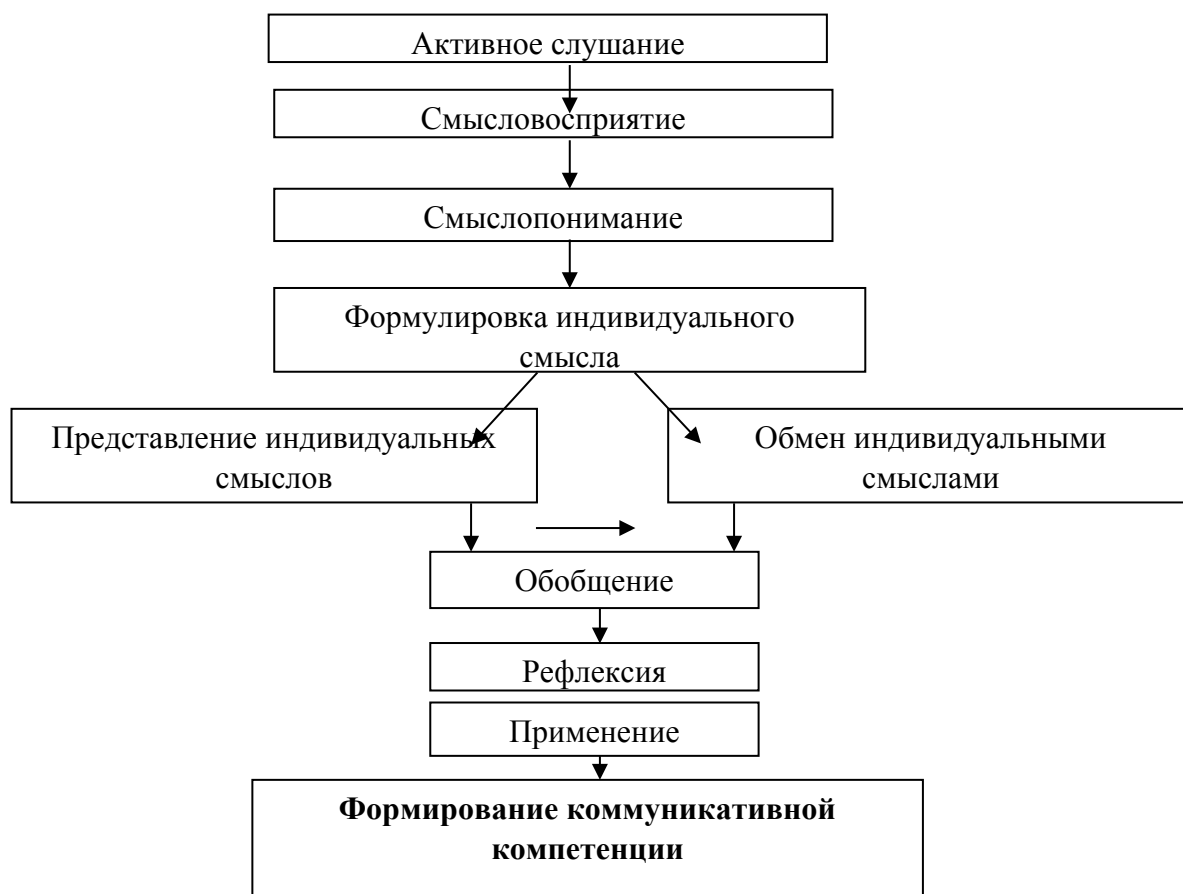 Активное слушание
Смысловосприятие
Смыслопонимание
Формулировка индивидуального
смысла
Представление индивидуальных
смыслов
Обмен индивидуальными
смыслами
Обобщение
Рефлексия
Применение
Формирование коммуникативной
компетенции